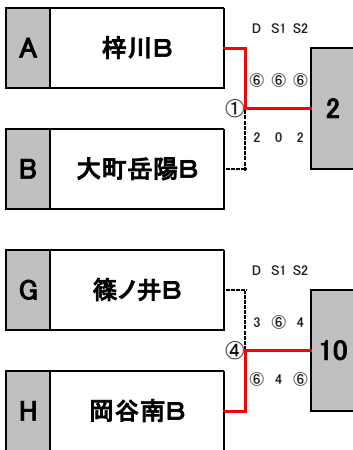 D S1 S2
A 梓川B
⑥ ⑥ ⑥
① 2
2 0 2
B 大町岳陽B
D S1 S2
G 篠ノ井B
3 ⑥ 4
④ 10
⑥ 4 ⑥
H 岡谷南B